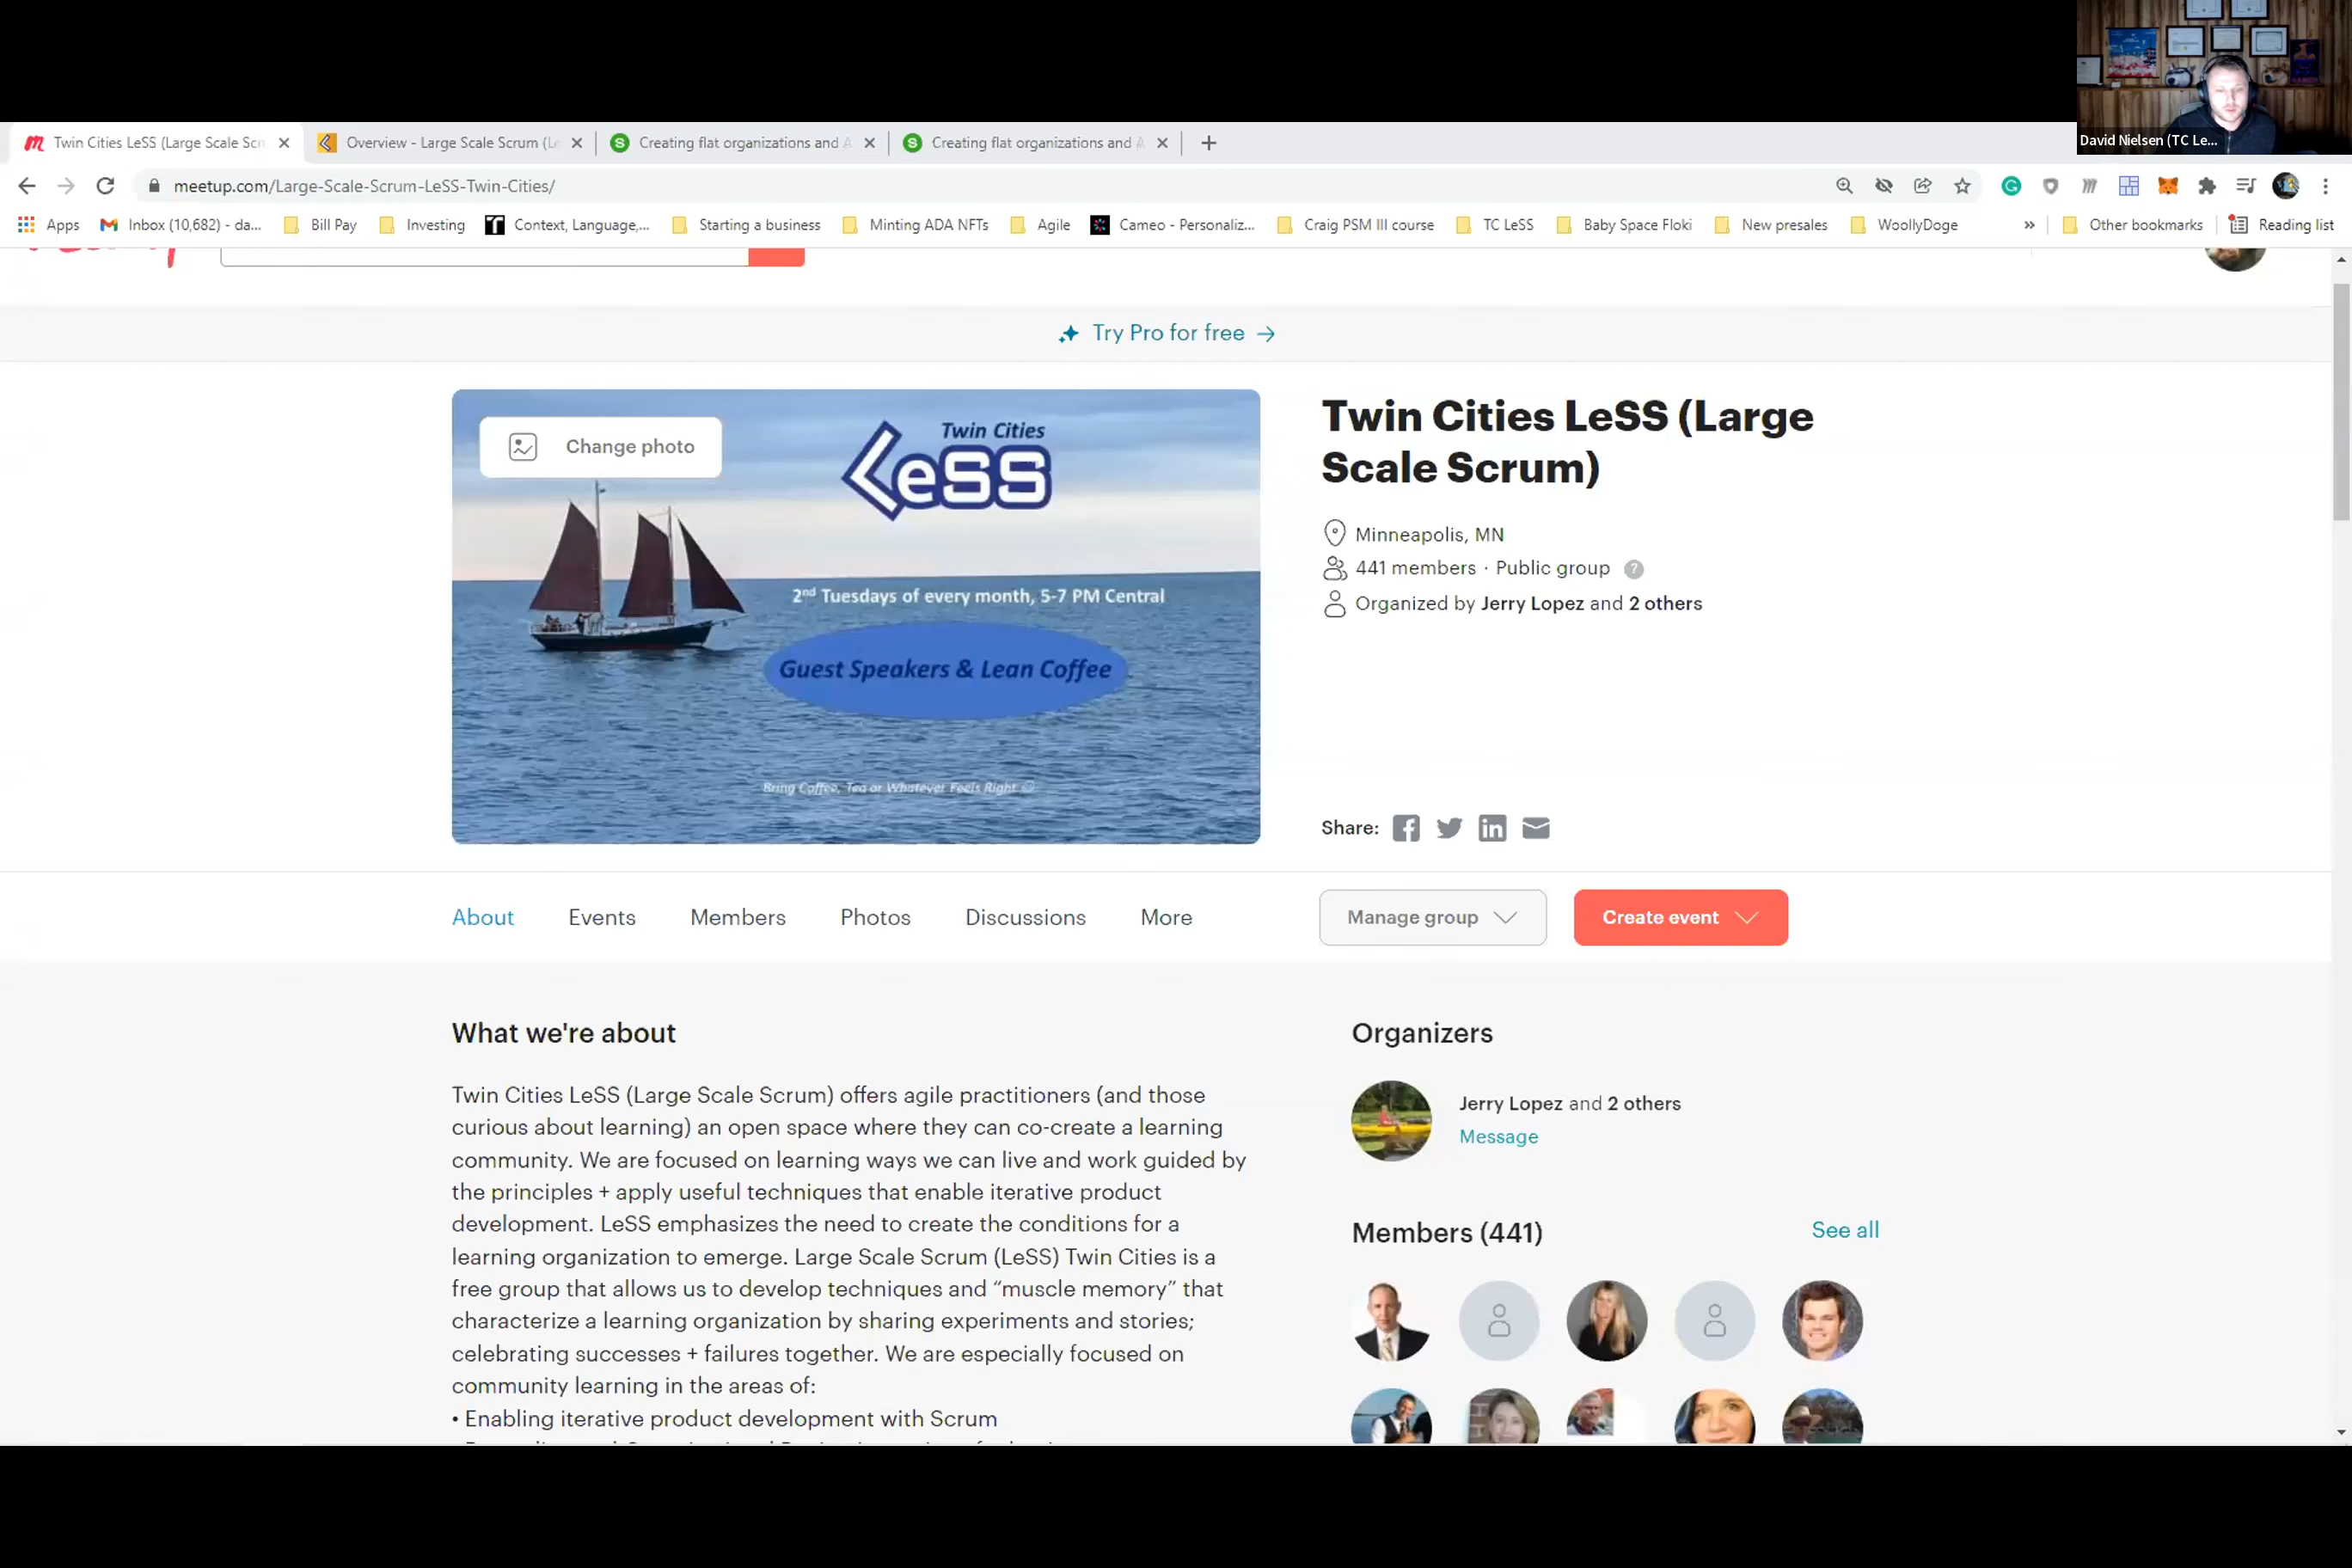 David Nielsen (TC Le...
Twin Cities LeSS (Large Scale Scr
Overview - Large Scale Scrum (Le
Creating flat organizations and A
Creating flat organizations and A
meetup.com/Large-Scale-Scrum-LeSS-Twin-Cities/
Apps
Inbox (10,682) - da...
Bill Pay
Investing
Context, Language,...
Starting a business
Minting ADA NFTs
Agile
Cameo - Personaliz...
Craig PSM III course
TC LeSS
Baby Space Floki
New presales
WoollyDoge
»
Other bookmarks
Reading list
Try Pro for free →
Change photo
Twin Cities
LeSS
2nd Tuesdays of every month, 5-7 PM Central
Guest Speakers & Lean Coffee
Bring Coffee, Tea or Whatever Feels Right ☺
Twin Cities LeSS (Large
Scale Scrum)
Minneapolis, MN
441 members · Public group ?
Organized by Jerry Lopez and 2 others
Share:
About
Events
Members
Photos
Discussions
More
Manage group
Create event
What we're about
Twin Cities LeSS (Large Scale Scrum) offers agile practitioners (and those
curious about learning) an open space where they can co-create a learning
community. We are focused on learning ways we can live and work guided by
the principles + apply useful techniques that enable iterative product
development. LeSS emphasizes the need to create the conditions for a
learning organization to emerge. Large Scale Scrum (LeSS) Twin Cities is a
free group that allows us to develop techniques and “muscle memory” that
characterize a learning organization by sharing experiments and stories;
celebrating successes + failures together. We are especially focused on
community learning in the areas of:
• Enabling iterative product development with Scrum
Organizers
Jerry Lopez and 2 others
Message
Members (441)
See all